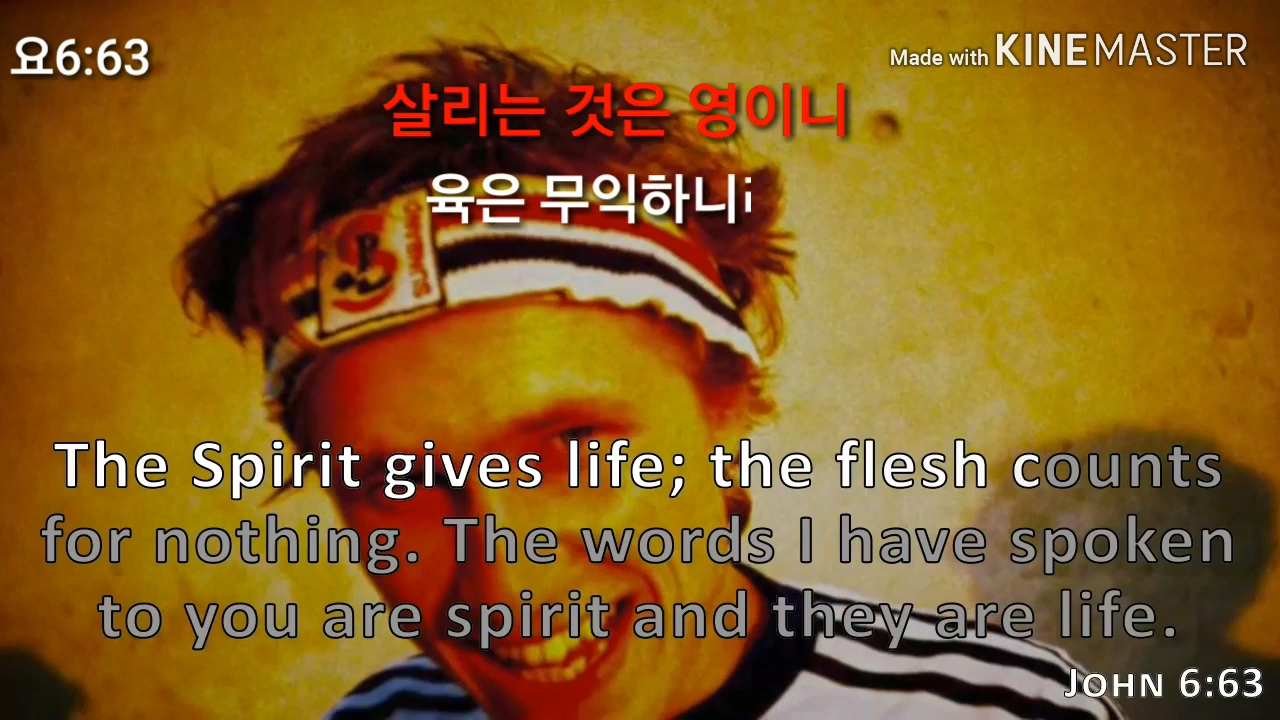 요6:63
Made with KINEMASTER
살리는 것은 영이니
육은 무익하니i
The Spirit gives life; the flesh counts
for nothing. The words I have spoken
to you are spirit and they are life.
John 6:63